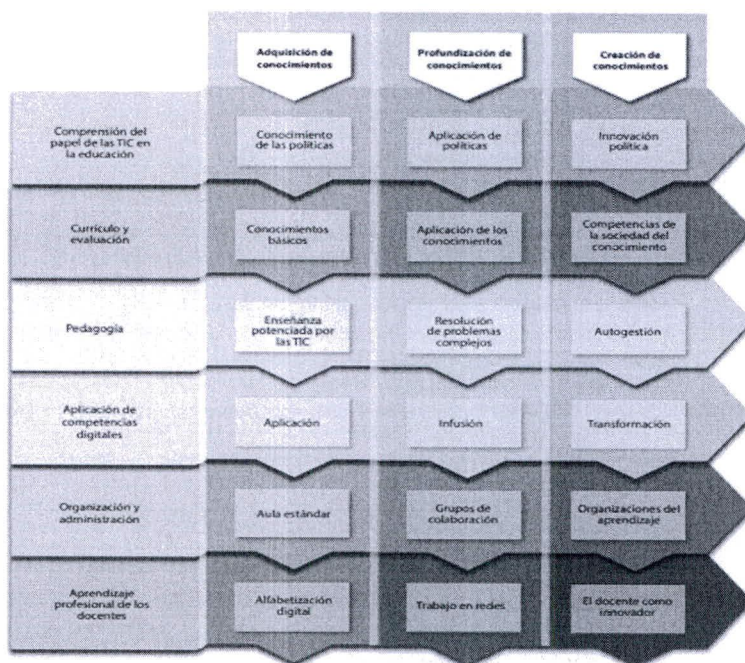 Adquisición de
conocimientos
Profundización de
conocimientos
Creación de
conocimientos
Comprensión del
papel de las TIC en
la educación
Conocimiento
de las políticas
Aplicación de
políticas
Innovación
política
Currículo y
evaluación
Conocimientos
básicos
Aplicación de los
conocimientos
Competencias de
la sociedad del
conocimiento
Pedagogía
Enseñanza
potenciada por
las TIC
Resolución
de problemas
complejos
Autogestión
Aplicación de
competencias
digitales
Aplicación
Infusión
Transformación
Organización y
administración
Aula estándar
Grupos de
colaboración
Organizaciones del
aprendizaje
Aprendizaje
profesional de los
docentes
Alfabetización
digital
Trabajo en redes
El docente como
innovador